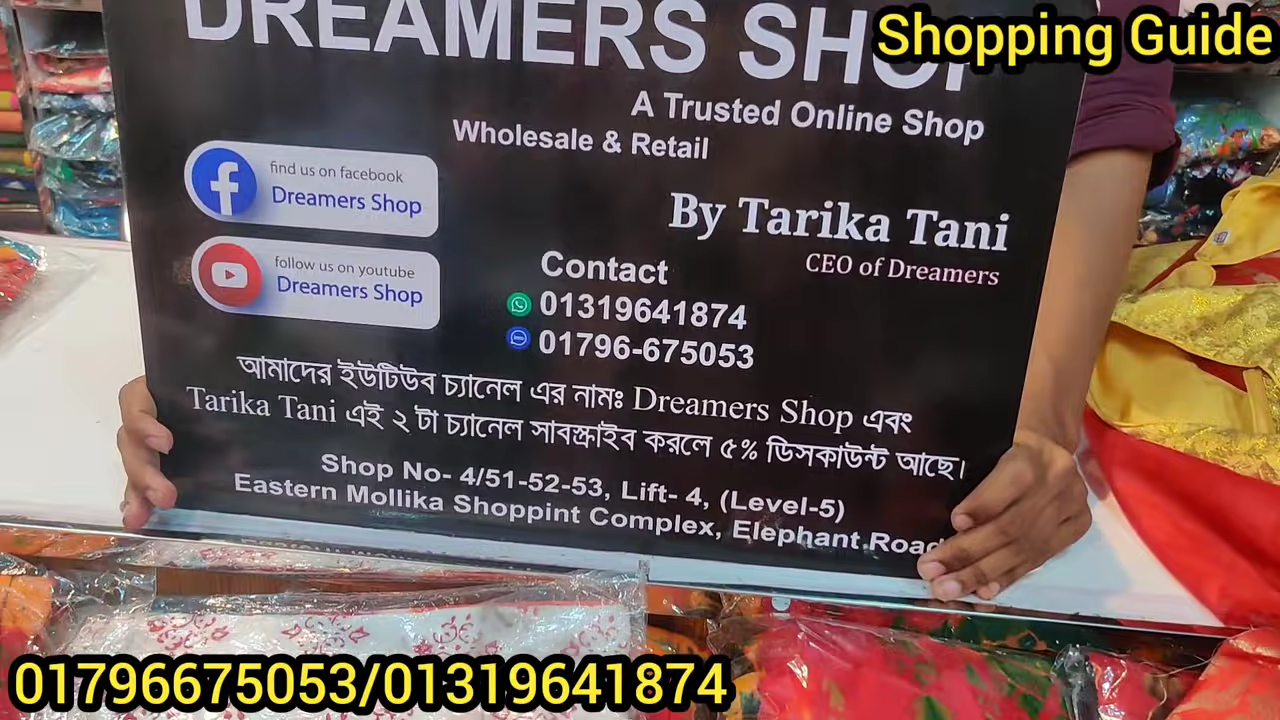 DREAMERS SHOP
Shopping Guide
A Trusted Online Shop
Wholesale & Retail
find us on facebook
Dreamers Shop
By Tarika Tani
CEO of Dreamers
follow us on youtube
Dreamers Shop
Contact
01319641874
01796-675053
আমাদের ইউটিউব চ্যানেল এর নামঃ Dreamers Shop এবং
Tarika Tani এই ২ টা চ্যানেল সাবস্ক্রাইব করলে ৫% ডিসকাউন্ট আছে।
Shop No- 4/51-52-53, Lift- 4, (Level-5)
Eastern Mollika Shoppint Complex, Elephant Road
01796675053/01319641874